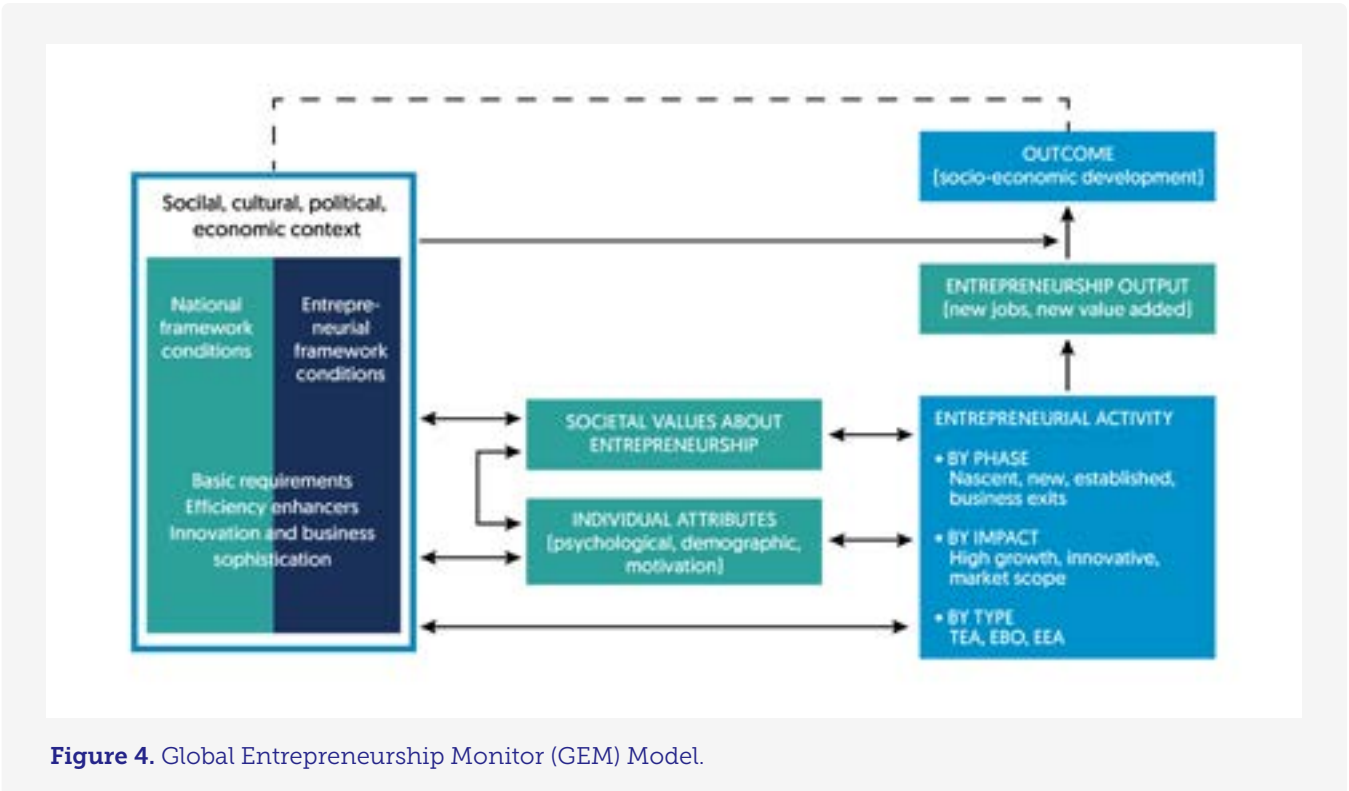 Socilal, cultural, political,
economic context
National
framework
conditions
Entrepre-
neurial
framework
conditions
Basic requirements
Efficiency enhancers
Innovation and business
sophistication
SOCIETAL VALUES ABOUT
ENTREPRENEURSHIP
INDIVIDUAL ATTRIBUTES
[psychological, demographic,
motivation]
OUTCOME
[socio-economic development]
ENTREPRENEURSHIP OUTPUT
[new jobs, new value added]
ENTREPRENEURIAL ACTIVITY
• BY PHASE
Nascent, new, established,
business exits
• BY IMPACT
High growth, innovative,
market scope
• BY TYPE
TEA, EBO, EEA
Figure 4. Global Entrepreneurship Monitor (GEM) Model.